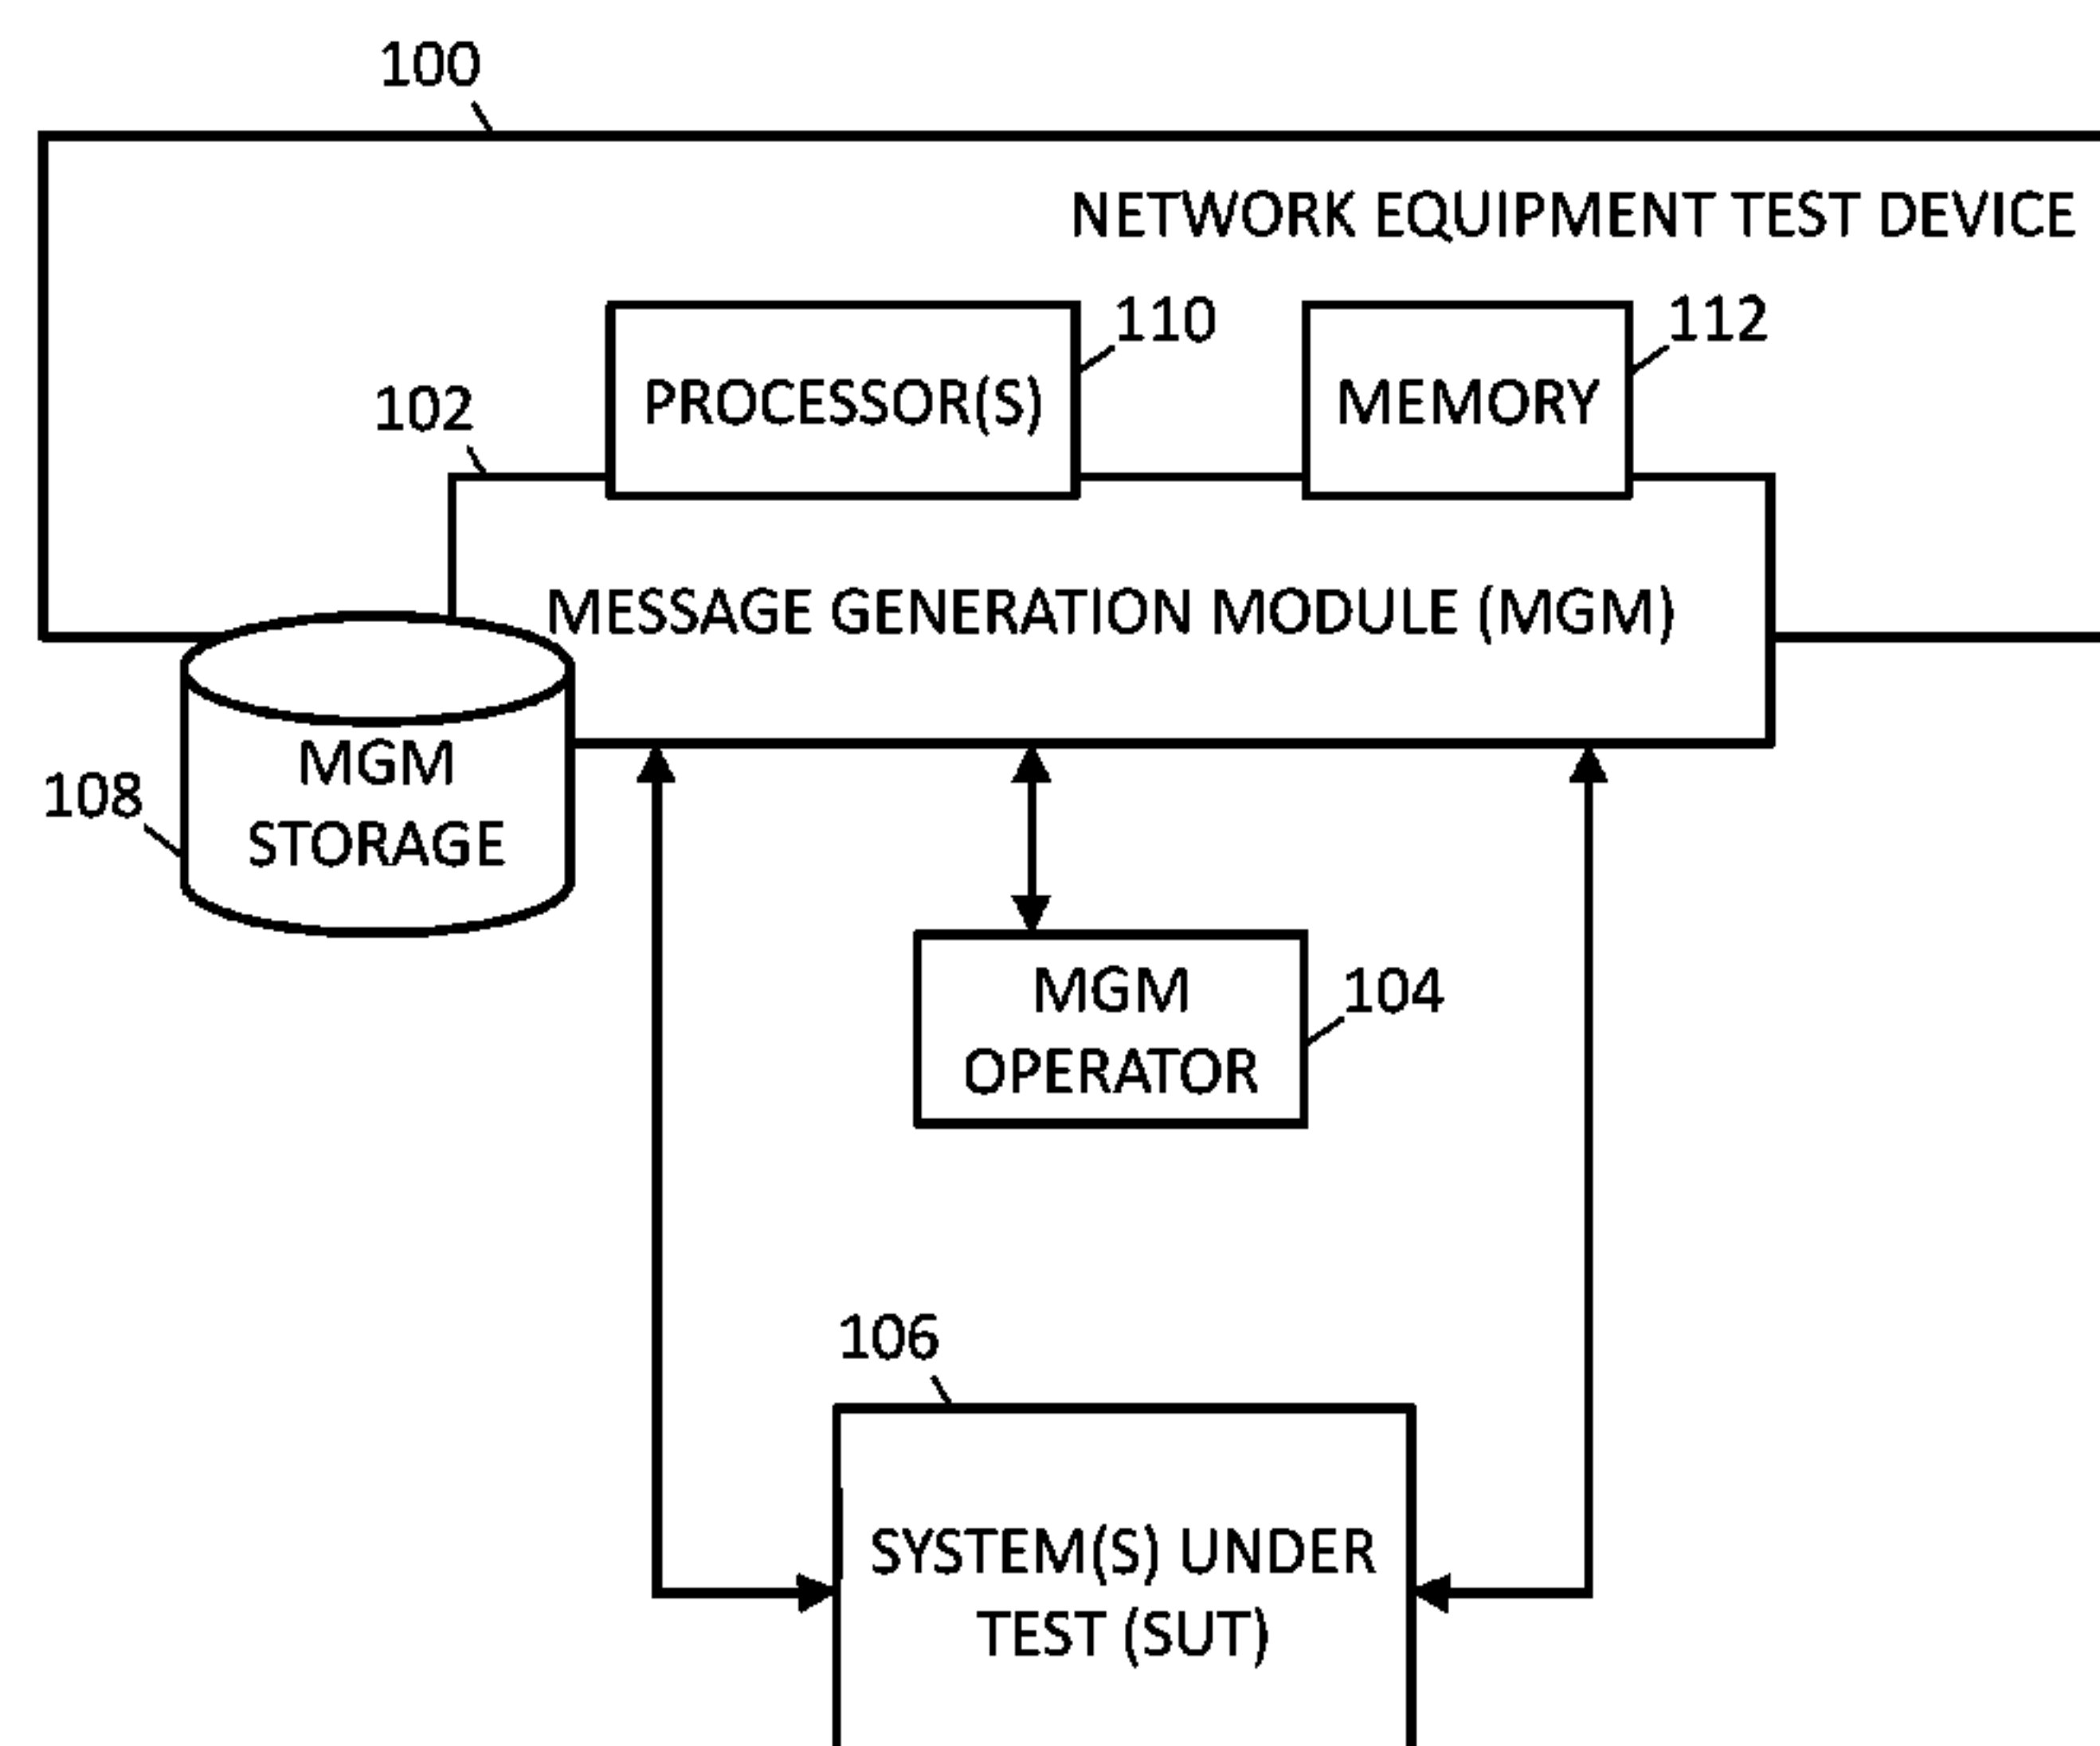 100
NETWORK EQUIPMENT TEST DEVICE
110
112
102
PROCESSOR(S)
MEMORY
MESSAGE GENERATION MODULE (MGM)
108
MGM
STORAGE
MGM
OPERATOR
104
106
SYSTEM(S) UNDER
TEST (SUT)